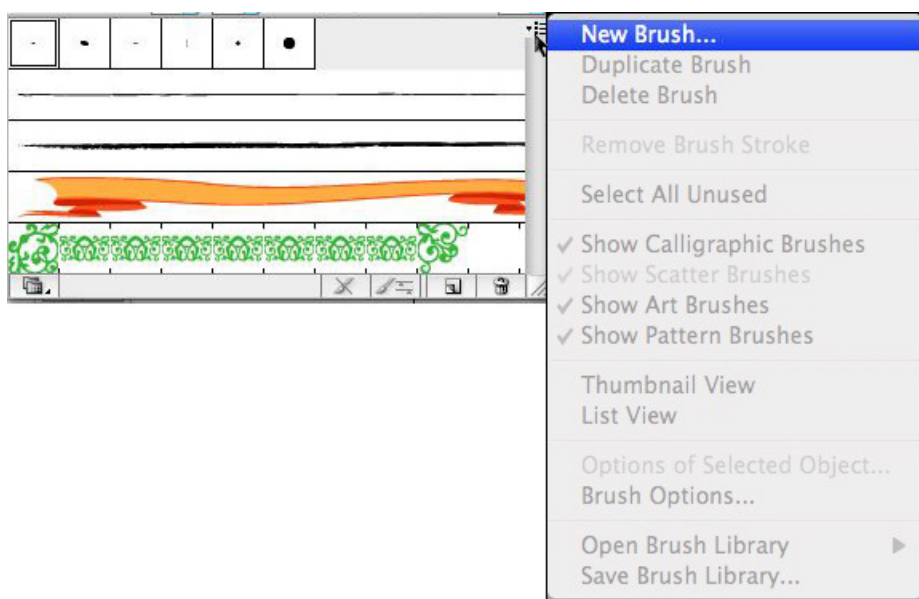 New Brush...
Duplicate Brush
Delete Brush
Remove Brush Stroke
Select All Unused
✓ Show Calligraphic Brushes
✓ Show Scatter Brushes
✓ Show Art Brushes
✓ Show Pattern Brushes
Thumbnail View
List View
Options of Selected Object...
Brush Options...
Open Brush Library
Save Brush Library...